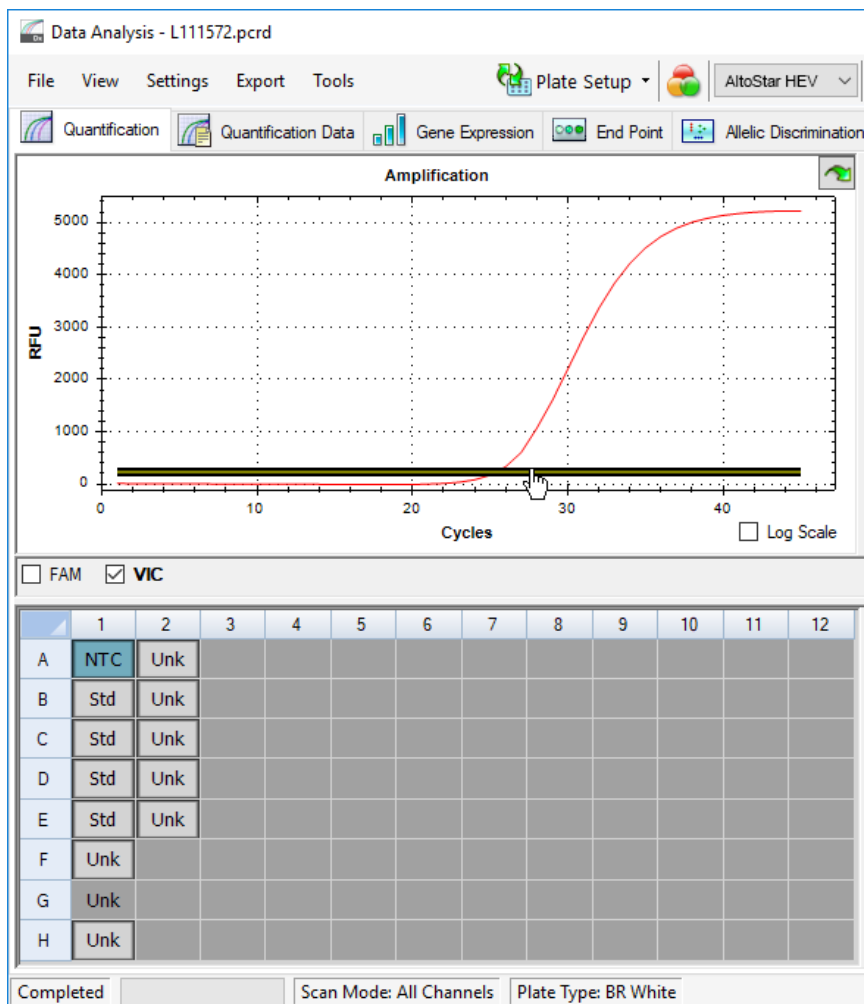 Data Analysis - L111572.pcrd
File View Settings Export Tools Plate Setup AltoStar HEV
Quantification Quantification Data Gene Expression End Point Allelic Discrimination
Amplification
5000
4000
3000
2000
1000
0
RFU
0 10 20 30 40
Cycles
Log Scale
FAM VIC
1 2 3 4 5 6 7 8 9 10 11 12
A NTC Unk
B Std Unk
C Std Unk
D Std Unk
E Std Unk
F Unk
G Unk
H Unk
Completed Scan Mode: All Channels Plate Type: BR White